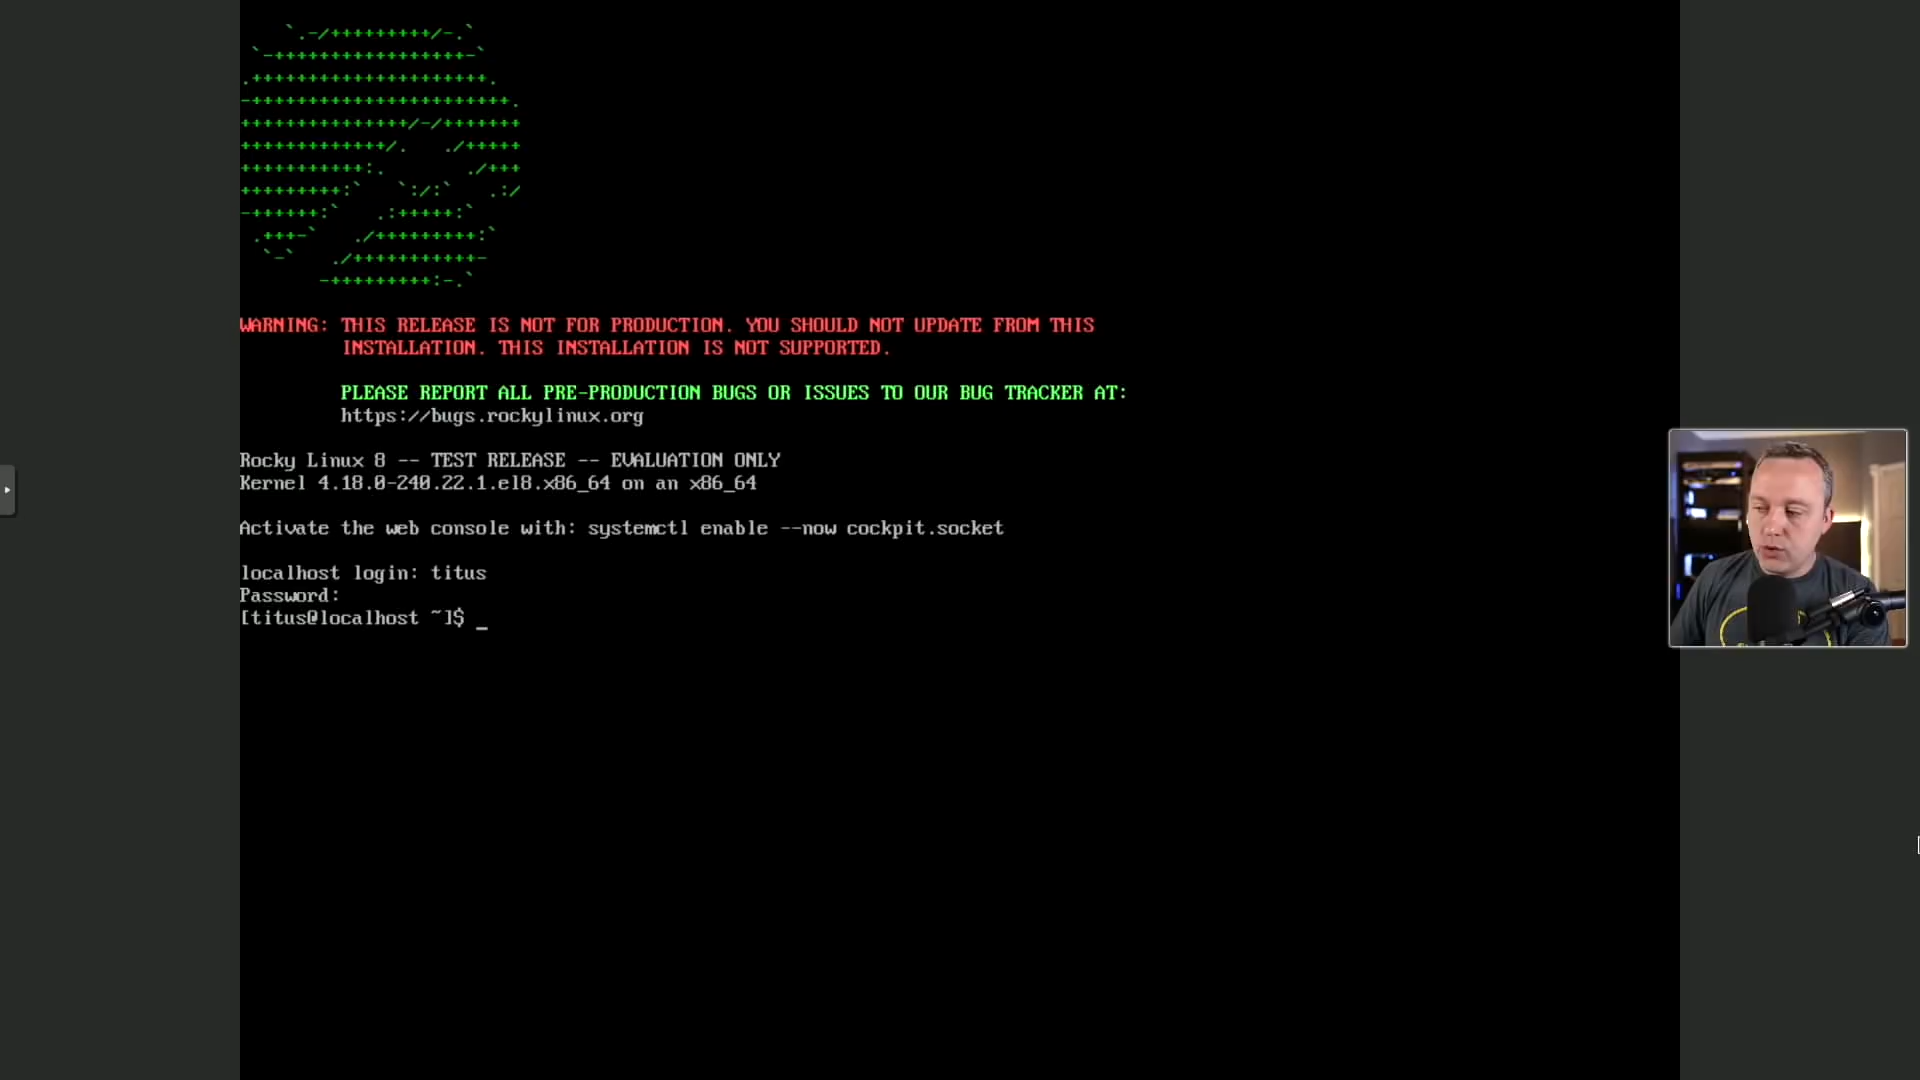 WARNING: THIS RELEASE IS NOT FOR PRODUCTION. YOU SHOULD NOT UPDATE FROM THIS
INSTALLATION. THIS INSTALLATION IS NOT SUPPORTED.
PLEASE REPORT ALL PRE-PRODUCTION BUGS OR ISSUES TO OUR BUG TRACKER AT:
https://bugs.rockylinux.org
Rocky Linux 8 -- TEST RELEASE -- EVALUATION ONLY
Kernel 4.18.0-240.22.1.el8.x86_64 on an x86_64
Activate the web console with: systemctl enable --now cockpit.socket
localhost login: titus
Password:
[titus@localhost ~]$ _